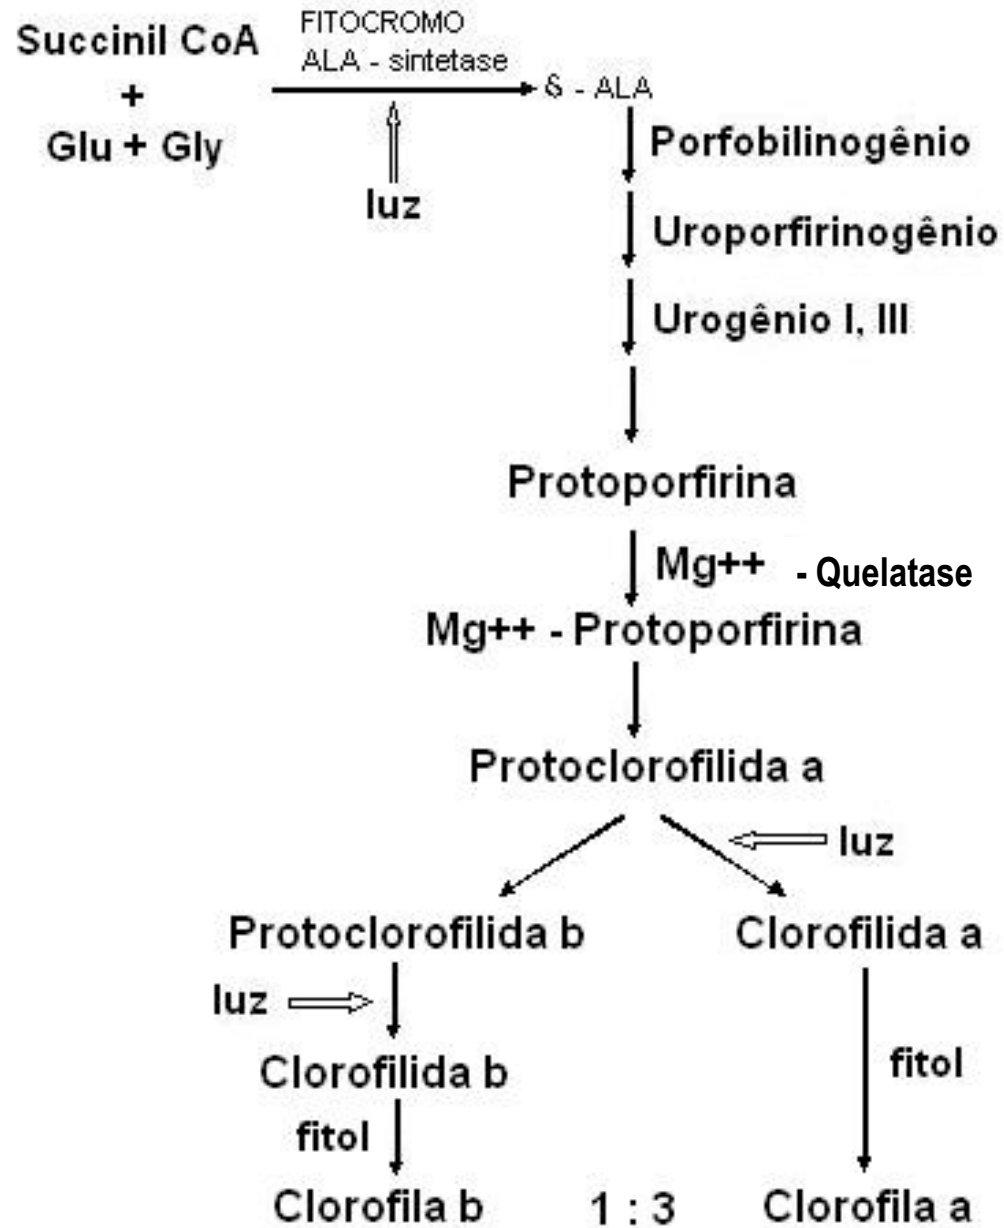 Succinil CoA
+
Glu + Gly
FITOCROMO
ALA - sintetase
luz
δ - ALA
Porfobilinogênio
Uroporfirinogênio
Urogênio I, III
Protoporfirina
Mg++ - Quelatase
Mg++ - Protoporfirina
Protoclorofilida a
luz
Protoclorofilida b
Clorofilida a
luz
Clorofilida b
fitol
fitol
Clorofila b 1 : 3 Clorofila a